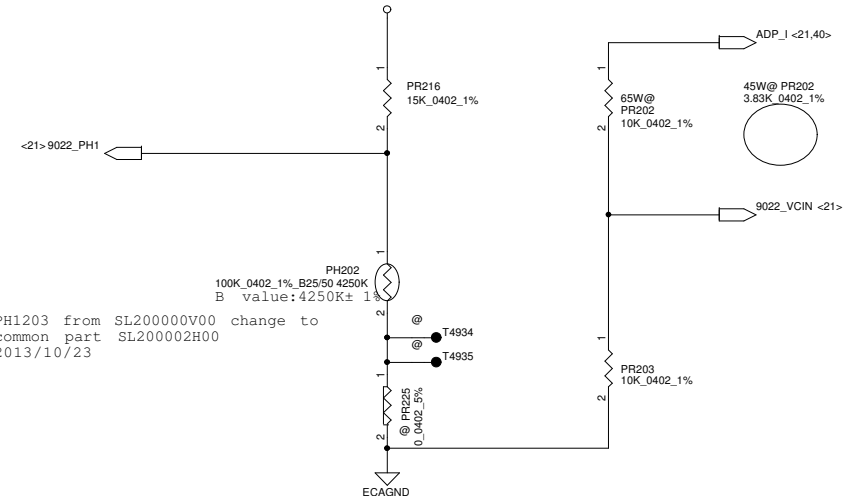 ADP_I <21,40>
1
PR216
15K_0402_1%
2
1
65W@
PR202
10K_0402_1%
2
45W@ PR202
3.83K_0402_1%
<21> 9022_PH1
9022_VCIN <21>
1
PH202
100K_0402_1%_B25/50 4250K
B value:4250K± 1%
2
PH1203 from SL200000V00 change to
common part SL200002H00
2013/10/23
@
T4934
@
T4935
1
@ PR225
0_0402_5%
2
1
PR203
10K_0402_1%
2
ECAGND